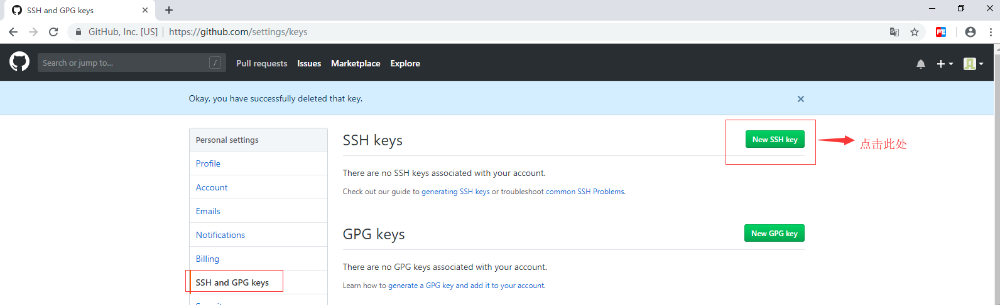 SSH and GPG keys
GitHub, Inc. [US] | https://github.com/settings/keys
Search or jump to... /
Pull requests Issues Marketplace Explore
Okay, you have successfully deleted that key.
Personal settings
Profile
Account
Emails
Notifications
Billing
SSH and GPG keys
SSH keys
New SSH key
点击此处
There are no SSH keys associated with your account.
Check out our guide to generating SSH keys or troubleshoot common SSH Problems.
GPG keys
New GPG key
There are no GPG keys associated with your account.
Learn how to generate a GPG key and add it to your account.